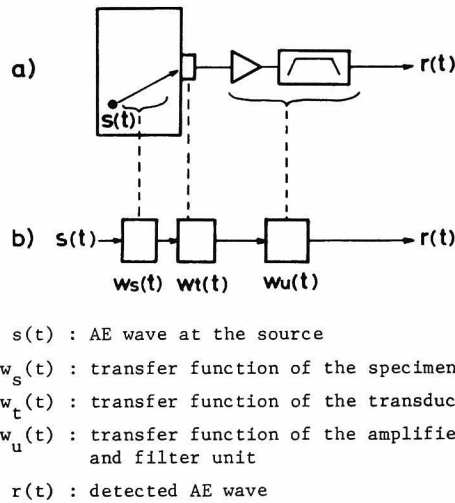 a)
s(t)
r(t)
b) s(t) r(t)
ws(t) wt(t) wu(t)
s(t) : AE wave at the source
w_s(t) : transfer function of the specimen
w_t(t) : transfer function of the transduc
w_u(t) : transfer function of the amplifie
and filter unit
r(t) : detected AE wave